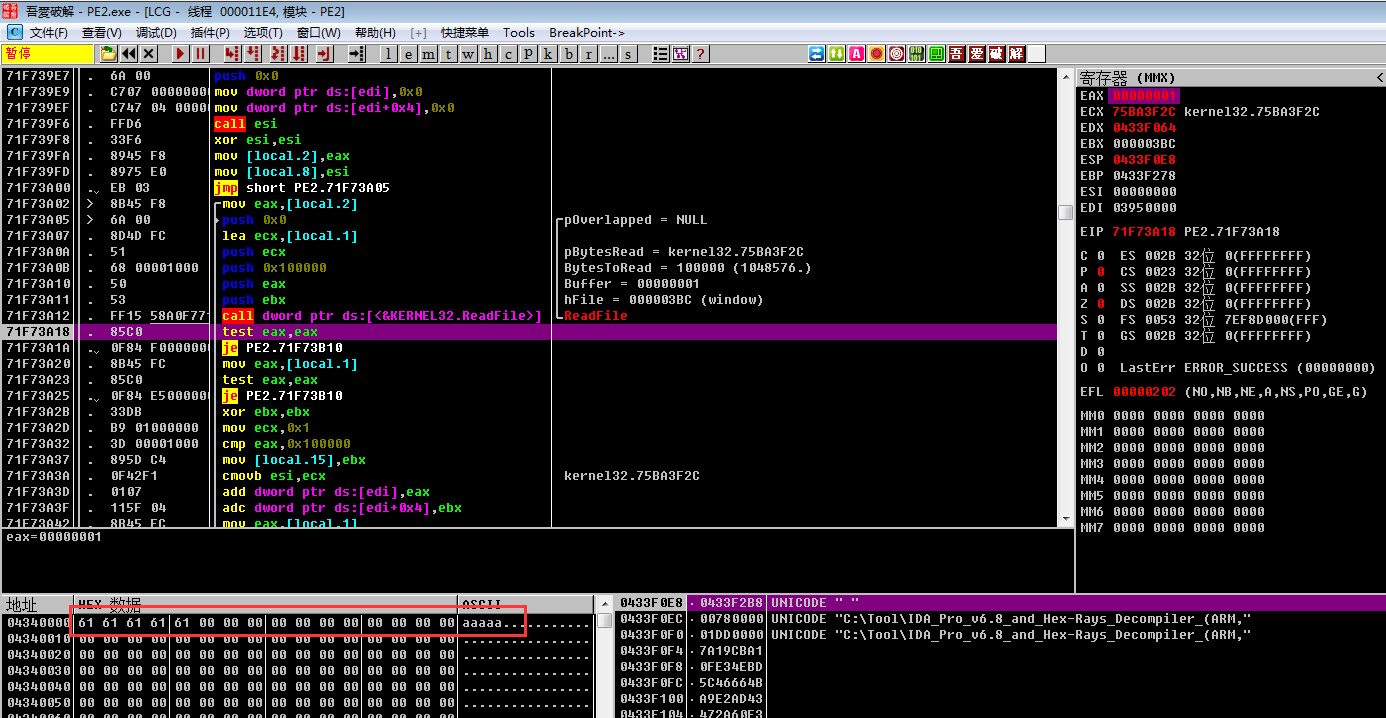 吾爱破解 - PE2.exe - [LCG - 线程 000011E4, 模块 - PE2]
文件(F) 查看(V) 调试(D) 插件(P) 选项(T) 窗口(W) 帮助(H) [+] 快捷菜单 Tools BreakPoint->
暂停 l e m t w h c p k b r ... s ? 吾 爱 破 解
71F739E7 . 6A 00 push 0x0
71F739E9 . C707 0000000 mov dword ptr ds:[edi],0x0
71F739EF . C747 04 0000 mov dword ptr ds:[edi+0x4],0x0
71F739F6 . FFD6 call esi
71F739F8 . 33F6 xor esi,esi
71F739FA . 8945 F8 mov [local.2],eax
71F739FD . 8975 E0 mov [local.8],esi
71F73A00 . EB 03 jmp short PE2.71F73A05
71F73A02 > 8B45 F8 mov eax,[local.2]
71F73A05 > 6A 00 push 0x0 pOverlapped = NULL
71F73A07 . 8D4D FC lea ecx,[local.1]
71F73A0A . 51 push ecx pBytesRead = kernel32.75BA3F2C
71F73A0B . 68 00001000 push 0x100000 BytesToRead = 100000 (1048576.)
71F73A10 . 50 push eax Buffer = 00000001
71F73A11 . 53 push ebx hFile = 000003BC (window)
71F73A12 . FF15 58A0F771 call dword ptr ds:[<&KERNEL32.ReadFile>] ReadFile
71F73A18 . 85C0 test eax,eax
71F73A1A . 0F84 F0000000 je PE2.71F73B10
71F73A20 . 8B45 FC mov eax,[local.1]
71F73A23 . 85C0 test eax,eax
71F73A25 . 0F84 E5000000 je PE2.71F73B10
71F73A2B . 33DB xor ebx,ebx
71F73A2D . B9 01000000 mov ecx,0x1
71F73A32 . 3D 00001000 cmp eax,0x100000
71F73A37 . 895D C4 mov [local.15],ebx
71F73A3A . 0F42F1 cmovb esi,ecx kernel32.75BA3F2C
71F73A3D . 0107 add dword ptr ds:[edi],eax
71F73A3F . 115F 04 adc dword ptr ds:[edi+0x4],ebx
71F73A42 . 8B45 FC mov eax,[local.1]
eax=00000001
寄存器 (MMX) <
EAX 00000001
ECX 75BA3F2C kernel32.75BA3F2C
EDX 0433F064
EBX 000003BC
ESP 0433F0E8
EBP 0433F278
ESI 00000000
EDI 03950000
EIP 71F73A18 PE2.71F73A18
C 0 ES 002B 32位 0(FFFFFFFF)
P 0 CS 0023 32位 0(FFFFFFFF)
A 0 SS 002B 32位 0(FFFFFFFF)
Z 0 DS 002B 32位 0(FFFFFFFF)
S 0 FS 0053 32位 7EF8D000(FFF)
T 0 GS 002B 32位 0(FFFFFFFF)
D 0
O 0 LastErr ERROR_SUCCESS (00000000)
EFL 00000202 (NO,NB,NE,A,NS,PO,GE,G)
MM0 0000 0000 0000 0000
MM1 0000 0000 0000 0000
MM2 0000 0000 0000 0000
MM3 0000 0000 0000 0000
MM4 0000 0000 0000 0000
MM5 0000 0000 0000 0000
MM6 0000 0000 0000 0000
MM7 0000 0000 0000 0000
地址 HEX 数据 ASCII
04340000 61 61 61 61 61 00 00 00 00 00 00 00 00 00 00 00 aaaaa...........
04340010 00 00 00 00 00 00 00 00 00 00 00 00 00 00 00 00 ................
04340020 00 00 00 00 00 00 00 00 00 00 00 00 00 00 00 00 ................
04340030 00 00 00 00 00 00 00 00 00 00 00 00 00 00 00 00 ................
04340040 00 00 00 00 00 00 00 00 00 00 00 00 00 00 00 00 ................
04340050 00 00 00 00 00 00 00 00 00 00 00 00 00 00 00 00 ................
0433F0E8 . 0433F2B8 UNICODE " "
0433F0EC . 00780000 UNICODE "C:\Tool\IDA_Pro_v6.8_and_Hex-Rays_Decompiler_(ARM,"
0433F0F0 . 01DD0000 UNICODE "C:\Tool\IDA_Pro_v6.8_and_Hex-Rays_Decompiler_(ARM,"
0433F0F4 . 7A19CBA1
0433F0F8 . 0FE34EBD
0433F0FC . 5C46664B
0433F100 . A9E2AD43
0433F104 . 472A60F3